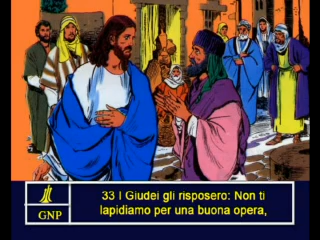 33 I Giudei gli risposero: Non ti
lapidiamo per una buona opera,
GNP